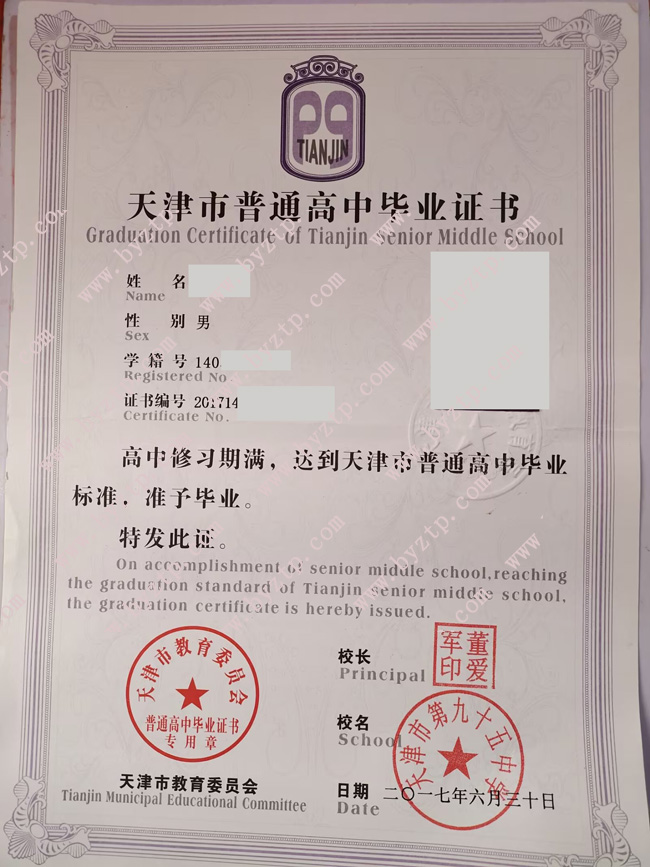 TIANJIN
天津市普通高中毕业证书
Graduation Certificate of Tianjin Senior Middle School
姓 名
Name
性 别 男
Sex
学 籍 号 140
Registered No
证书编号 201714
Certificate No.
高中修习期满，达到天津市普通高中毕业
标准．准予毕业。
特发此证。
On accomplishment of senior middle school,reaching
the graduation standard of Tianjin senior middle school,
the graduation certificate is hereby issued.
天津市教育委员会
普通高中毕业证书
专用章
天津市教育委员会
Tianjin Municipal Educational Committee
校长
Principal
董爱
军印
校名
School
天津市第九十五中学
日期 二〇一七年六月三十日
Date
www.byztp.com